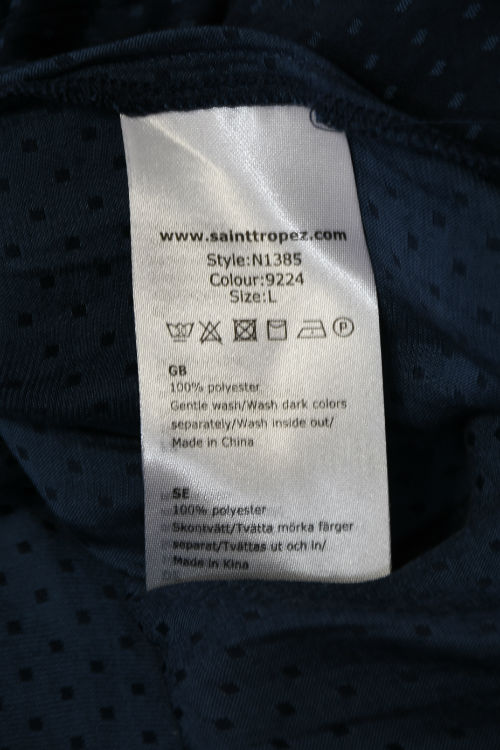 www.sainttropez.com
Style:N1385
Colour:9224
Size:L
P
GB
100% polyester
Gentle wash/Wash dark colors
separately/Wash inside out/
Made in China
SE
100% polyester
Skontvätt/Tvätta mörka färger
separat/Tvättas ut och in/
Made in Kina